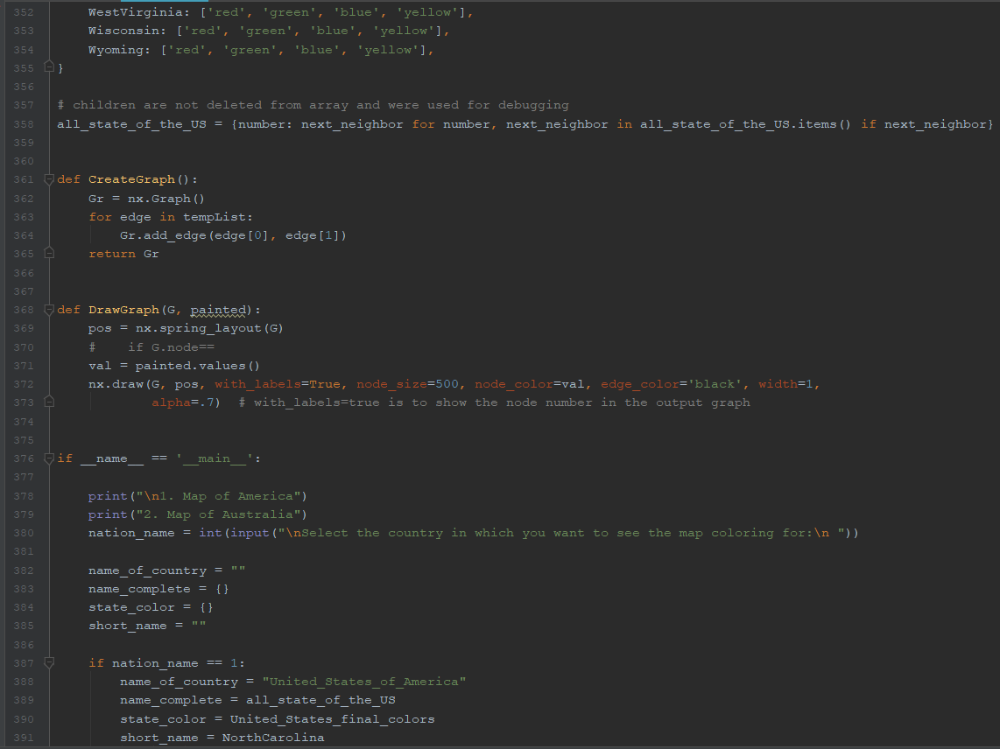 352 WestVirginia: ['red', 'green', 'blue', 'yellow'],
353 Wisconsin: ['red', 'green', 'blue', 'yellow'],
354 Wyoming: ['red', 'green', 'blue', 'yellow'],
355 }
356
357 # children are not deleted from array and were used for debugging
358 all_state_of_the_US = {number: next_neighbor for number, next_neighbor in all_state_of_the_US.items() if next_neighbor}
359
360
361 def CreateGraph():
362 Gr = nx.Graph()
363 for edge in tempList:
364 Gr.add_edge(edge[0], edge[1])
365 return Gr
366
367
368 def DrawGraph(G, painted):
369 pos = nx.spring_layout(G)
370 # if G.node==
371 val = painted.values()
372 nx.draw(G, pos, with_labels=True, node_size=500, node_color=val, edge_color='black', width=1,
373 alpha=.7) # with_labels=true is to show the node number in the output graph
374
375
376 if __name__ == '__main__':
377
378 print("\n1. Map of America")
379 print("2. Map of Australia")
380 nation_name = int(input("\nSelect the country in which you want to see the map coloring for:\n "))
381
382 name_of_country = ""
383 name_complete = {}
384 state_color = {}
385 short_name = ""
386
387 if nation_name == 1:
388 name_of_country = "United_States_of_America"
389 name_complete = all_state_of_the_US
390 state_color = United_States_final_colors
391 short_name = NorthCarolina